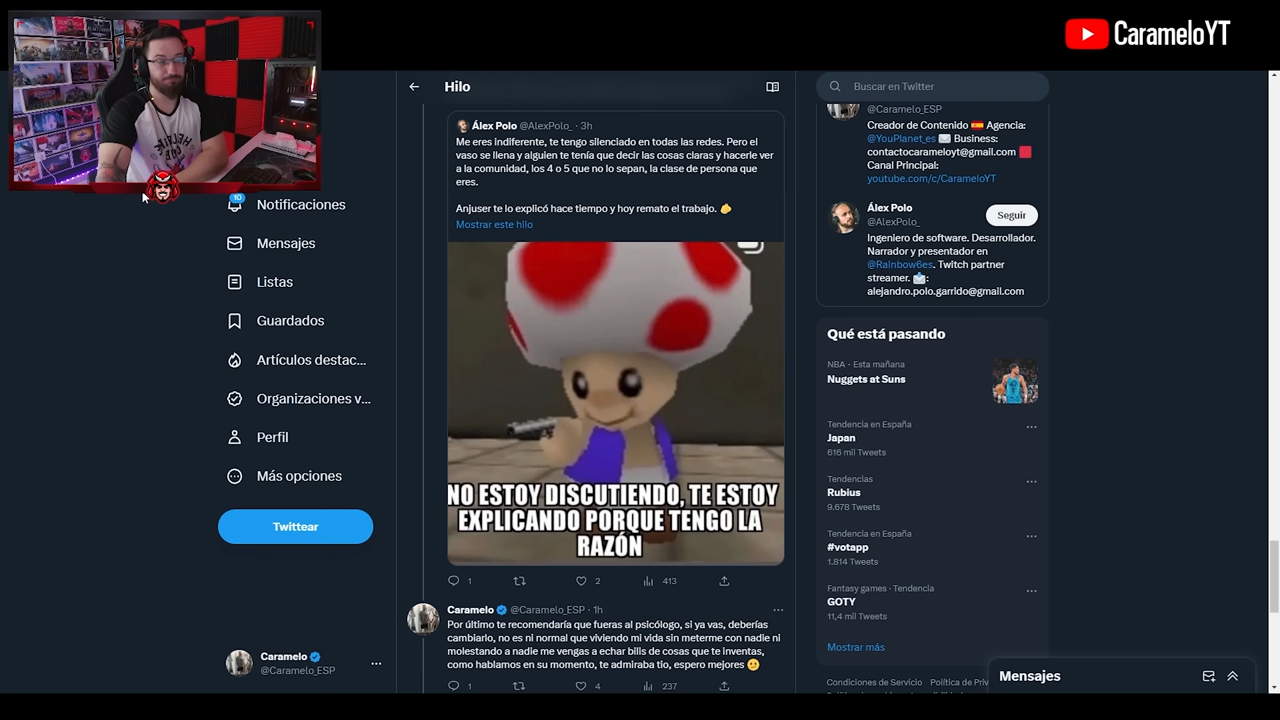 CarameloYT
Hilo
Buscar en Twitter
10
Notificaciones
Mensajes
Listas
Guardados
Artículos destac...
Organizaciones v...
Perfil
Más opciones
Twittear
Caramelo
@Caramelo_ESP
Álex Polo @AlexPolo_ · 3h
Me eres indiferente, te tengo silenciado en todas las redes. Pero el
vaso se llena y alguien te tenía que decir las cosas claras y hacerle ver
a la comunidad, los 4 o 5 que no lo sepan, la clase de persona que
eres.
Anjuser te lo explicó hace tiempo y hoy remato el trabajo.
Mostrar este hilo
NO ESTOY DISCUTIENDO, TE ESTOY
EXPLICANDO PORQUE TENGO LA
RAZÓN
1 2 413
Caramelo @Caramelo_ESP · 1h
Por último te recomendaría que fueras al psicólogo, si ya vas, deberías
cambiarlo, no es ni normal que viviendo mi vida sin meterme con nadie ni
molestando a nadie me vengas a echar bilis de cosas que te inventas,
como hablamos en su momento, te admiraba tio, espero mejores
1 4 237
@Caramelo_ESP
Creador de Contenido Agencia:
@YouPlanet_es Business:
contactocarameloyt@gmail.com
Canal Principal:
youtube.com/c/CarameloYT
Álex Polo
@AlexPolo_
Seguir
Ingeniero de software. Desarrollador.
Narrador y presentador en
@Rainbow6es. Twitch partner
streamer. :
alejandro.polo.garrido@gmail.com
Qué está pasando
NBA · Esta mañana
Nuggets at Suns
Tendencia en España
Japan
616 mil Tweets
Tendencias
Rubius
9.678 Tweets
Tendencia en España
#votapp
1.814 Tweets
Fantasy games · Tendencia
GOTY
11,4 mil Tweets
Mostrar más
Condiciones de Servicio Política de Priv
Mensajes